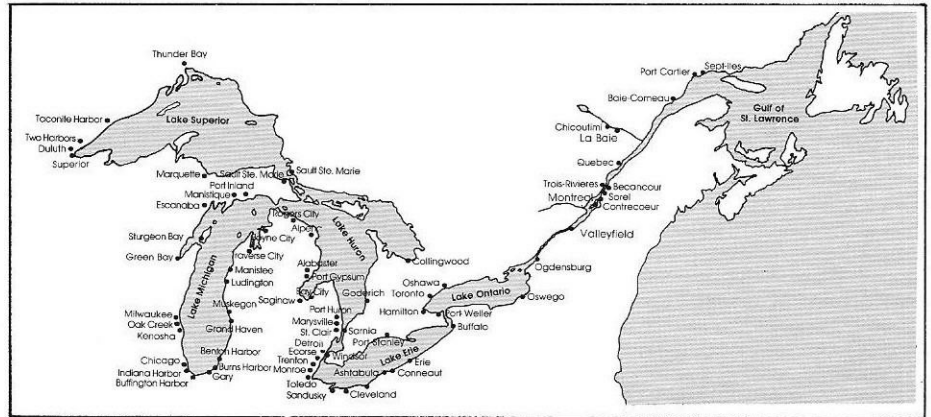 Thunder Bay
Taconite Harbor
Two Harbors
Duluth
Superior
Lake Superior
Marquette
Sault Ste. Marie
Sault Ste. Marie
Port Inland
Manistique
Escanaba
Rogers City
Alpena
Lake Huron
Sturgeon Bay
Green Bay
Boyne City
Traverse City
Manistee
Ludington
Lake Michigan
Alabaster
Port Gypsum
Bay City
Saginaw
Goderich
Collingwood
Muskegon
Grand Haven
Milwaukee
Oak Creek
Kenosha
Port Huron
Marysville
St. Clair
Sarnia
Port Stanley
Chicago
Indiana Harbor
Buffington Harbor
Benton Harbor
Burns Harbor
Gary
Detroit
Ecorse
Trenton
Monroe
Toledo
Windsor
Sandusky
Cleveland
Lake Erie
Ashtabula
Conneaut
Erie
Buffalo
Port Weller
Hamilton
Toronto
Oshawa
Lake Ontario
Oswego
Ogdensburg
Valleyfield
Montreal
Contrecoeur
Sorel
Becancour
Trois-Rivieres
Quebec
La Baie
Chicoutimi
Baie-Comeau
Port Cartier
Sept-Iles
Gulf of
St. Lawrence